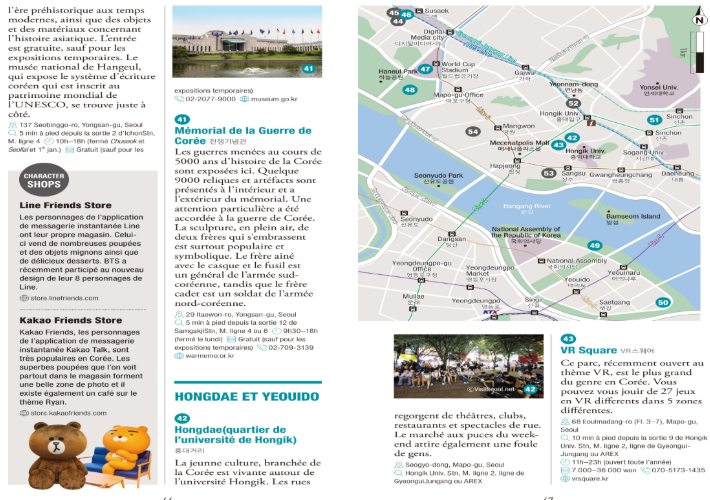 l'ère préhistorique aux temps
modernes, ainsi que des objets
et des matériaux concernant
l'histoire asiatique. L'entrée
est gratuite, sauf pour les
expositions temporaires. Le
musée national de Hangeul,
qui expose le système d'écriture
coréen qui est inscrit au
patrimoine mondial de
l'UNESCO, se trouve juste à
côté.
137 Seobinggo-ro, Yongsan-gu, Seoul
5 min à pied depuis la sortie 2 d'IchonStn,
M. ligne 4 10h–18h (fermé Chuseok et
Seollal et 1er jan.) Gratuit (sauf pour les
CHARACTER
SHOPS
Line Friends Store
Les personnages de l'application
de messagerie instantanée Line
ont leur propre magasin. Celui-
ci vend de nombreuses poupées
et des objets mignons ainsi que
de délicieux desserts. BTS a
récemment participé au nouveau
design de leur 8 personnages de
Line.
store.linefriends.com
Kakao Friends Store
Kakao Friends, les personnages
de l'application de messagerie
instantanée Kakao Talk, sont
très populaires en Corée. Les
superbes poupées que l'on voit
partout dans le magasin forment
une belle zone de photo et il
existe également un café sur le
thème Ryan.
store.kakaofriends.com
41
expositions temporaires)
02-2077-9000 museum.go.kr
41
Mémorial de la Guerre de
Corée 전쟁기념관
Les guerres menées au cours de
5000 ans d'histoire de la Corée
sont exposées ici. Quelque
9000 reliques et artéfacts sont
présentés à l'intérieur et a
l'extérieur du mémorial. Une
attention particulière a été
accordée à la guerre de Corée.
La sculpture, en plein air, de
deux frères qui s'embrassent
est surtout populaire et
symbolique. Le frère ainé
avec le casque et le fusil est
un général de l'armée sud-
coréenne, tandis que le frère
cadet est un soldat de l'armée
nord-coréenne.
29 Itaewon-ro, Yongsan-gu, Seoul
5 min à pied depuis la sortie 12 de
SamgakjiStn, M. ligne 4 ou 6 9h30–18h
(fermé le lundi) Gratuit (sauf pour les
expositions temporaires) 02-709-3139
warmemo.or.kr
HONGDAE ET YEOUIDO
42
Hongdae(quartier de
l'université de Hongik)
홍대거리
La jeune culture, branchée de
la Corée est vivante autour de
l'université Hongik. Les rues
45
46
44
Susaek
수색
Digital
Media city
디지털미디어시티
World Cup
Stadium
월드컵경기장
Haneul Park
하늘공원
47
48
Mapo-gu Office
마포구청
Gajwa
가좌
Yeonnam-dong
연남동
52
Yonsei Univ.
연세대학교
Hongik Univ.
홍대입구
51
Sinchon
신촌
Sinchon
신촌
54
Mangwon
망원
42
43
Mecenatpolis Mall
메세나폴리스몰
Hongik Univ.
홍익대학교
Sogang Univ.
서강대학교
Hapjeong
합정
53
Sangsu
상수
Gwangheungchang
광흥창
Daeheung
대흥
Seonyudo Park
선유도공원
Hangang River
Bamseom Island
밤섬
Seonyudo
선유도
Dangsan
당산
National Assembly of
the Republic of Korea
국회의사당
49
Yeongdeungpo-gu
Office
영등포구청
Yeongdeungpo
Market
영등포시장
National Assembly
국회의사당
Yeouido
여의도
Yeouinaru
여의나루
Mullae
문래
Yeongdeungpo
영등포
KTX
Singil
신길
Saetgang
샛강
50
N
1km
©Visitseoul.net 42
regorgent de théâtres, clubs,
restaurants et spectacles de rue.
Le marché aux puces du week-
end attire également une foule
de gens.
Seogyo-dong, Mapo-gu, Seoul
Hongik Univ. Stn, M. ligne 2, ligne de
GyeonguiJungang ou AREX
43
VR Square VR스퀘어
Ce parc, récemment ouvert au
thème VR, est le plus grand
du genre en Corée. Vous
pouvez vous jouir de 27 jeux
en VR differents dans 5 zones
différentes.
68 Eoulmadang-ro (Fl. 3–7), Mapo-gu,
Seoul
10 min à pied depuis la sortie 9 de Hongik
Univ. Stn, M. ligne 2, ligne de Gyeongui-
Jungang ou AREX
11h–23h (ouvert toute l'année)
7 000–38 000 won 070-5173-1435
vrsquare.kr